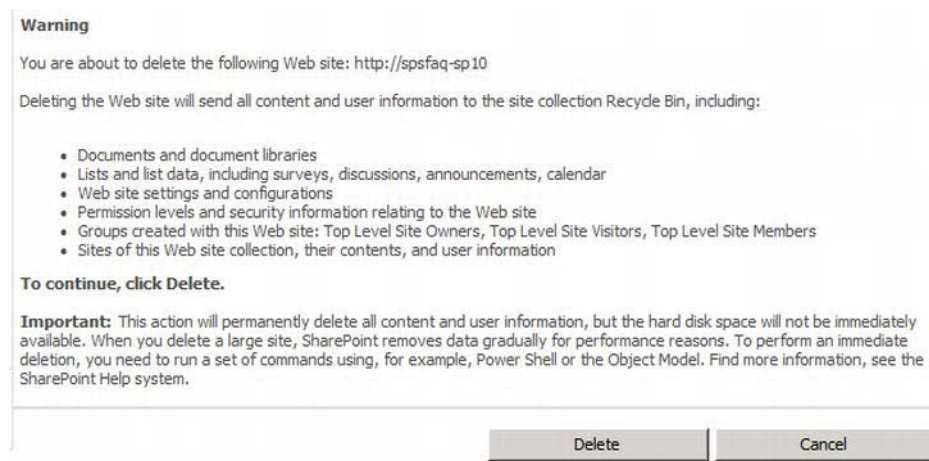 Warning
You are about to delete the following Web site: http://spsfaq-sp10
Deleting the Web site will send all content and user information to the site collection Recycle Bin, including:
• Documents and document libraries
• Lists and list data, including surveys, discussions, announcements, calendar
• Web site settings and configurations
• Permission levels and security information relating to the Web site
• Groups created with this Web site: Top Level Site Owners, Top Level Site Visitors, Top Level Site Members
• Sites of this Web site collection, their contents, and user information
To continue, click Delete.
Important: This action will permanently delete all content and user information, but the hard disk space will not be immediately
available. When you delete a large site, SharePoint removes data gradually for performance reasons. To perform an immediate
deletion, you need to run a set of commands using, for example, Power Shell or the Object Model. Find more information, see the
SharePoint Help system.
Delete Cancel